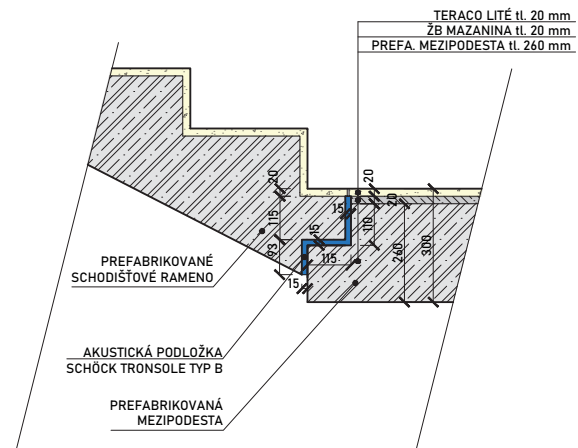 TERACO LITÉ tl. 20 mm
ŽB MAZANINA tl. 20 mm
PREFA. MEZIPODESTA tl. 260 mm
20
20
15
20
115
15
110
93
260
300
115
15
PREFABRIKOVANÉ
SCHODIŠŤOVÉ RAMENO
AKUSTICKÁ PODLOŽKA
SCHÖCK TRONSOLE TYP B
PREFABRIKOVANÁ
MEZIPODESTA